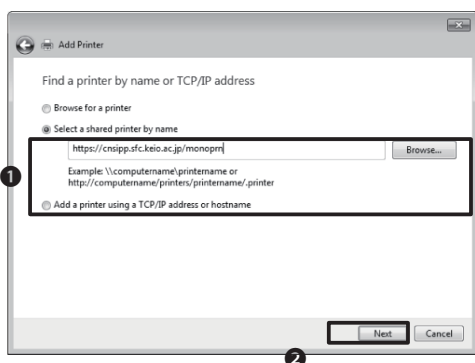 Add Printer
Find a printer by name or TCP/IP address
Browse for a printer
Select a shared printer by name
https://cnsipp.sfc.keio.ac.jp/monoprn
Browse...
Example: \\computername\printername or
http://computername/printers/printername/.printer
1
Add a printer using a TCP/IP address or hostname
Next
Cancel
2